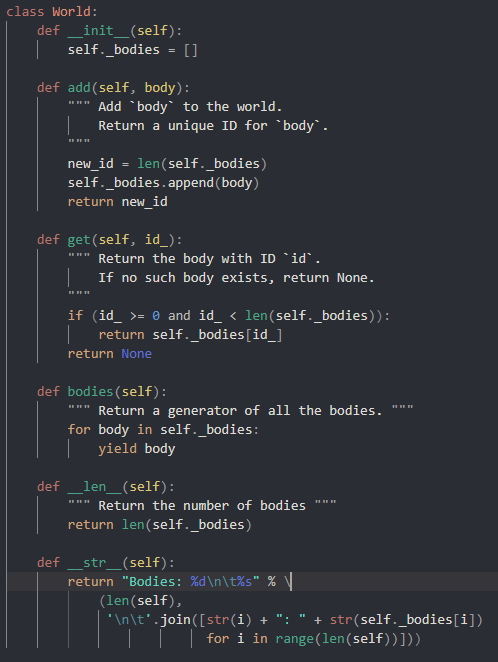 class World:
    def __init__(self):
        self._bodies = []

    def add(self, body):
        """ Add `body` to the world.
            Return a unique ID for `body`.
        """
        new_id = len(self._bodies)
        self._bodies.append(body)
        return new_id

    def get(self, id_):
        """ Return the body with ID `id`.
            If no such body exists, return None.
        """
        if (id_ >= 0 and id_ < len(self._bodies)):
            return self._bodies[id_]
        return None

    def bodies(self):
        """ Return a generator of all the bodies. """
        for body in self._bodies:
            yield body

    def __len__(self):
        """ Return the number of bodies """
        return len(self._bodies)

    def __str__(self):
        return "Bodies: %d\n\t%s" % \
            (len(self),
             '\n\t'.join([str(i) + ": " + str(self._bodies[i])
                          for i in range(len(self))]))